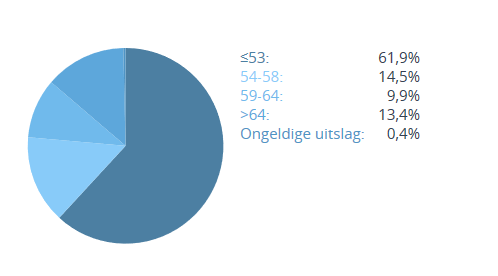 ≤53: 61,9%
54-58: 14,5%
59-64: 9,9%
>64: 13,4%
Ongeldige uitslag: 0,4%